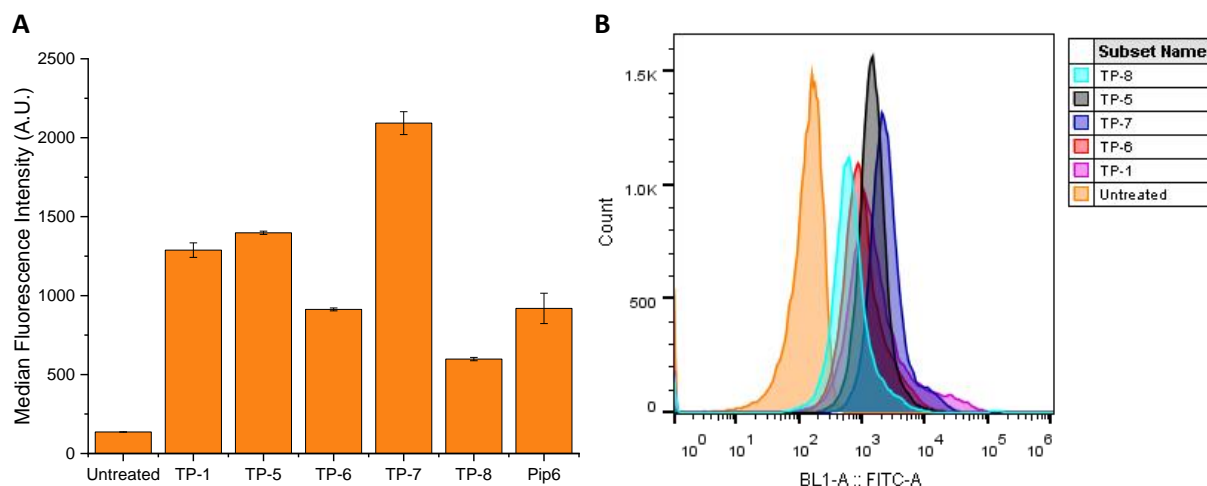 A
Median Fluorescence Intensity (A.U.)
2500
2000
1500
1000
500
0
Untreated TP-1 TP-5 TP-6 TP-7 TP-8 Pip6
B
Count
1.5K
1.0K
500
0
10^0 10^1 10^2 10^3 10^4 10^5 10^6
BL1-A :: FITC-A
Subset Name
TP-8
TP-5
TP-7
TP-6
TP-1
Untreated